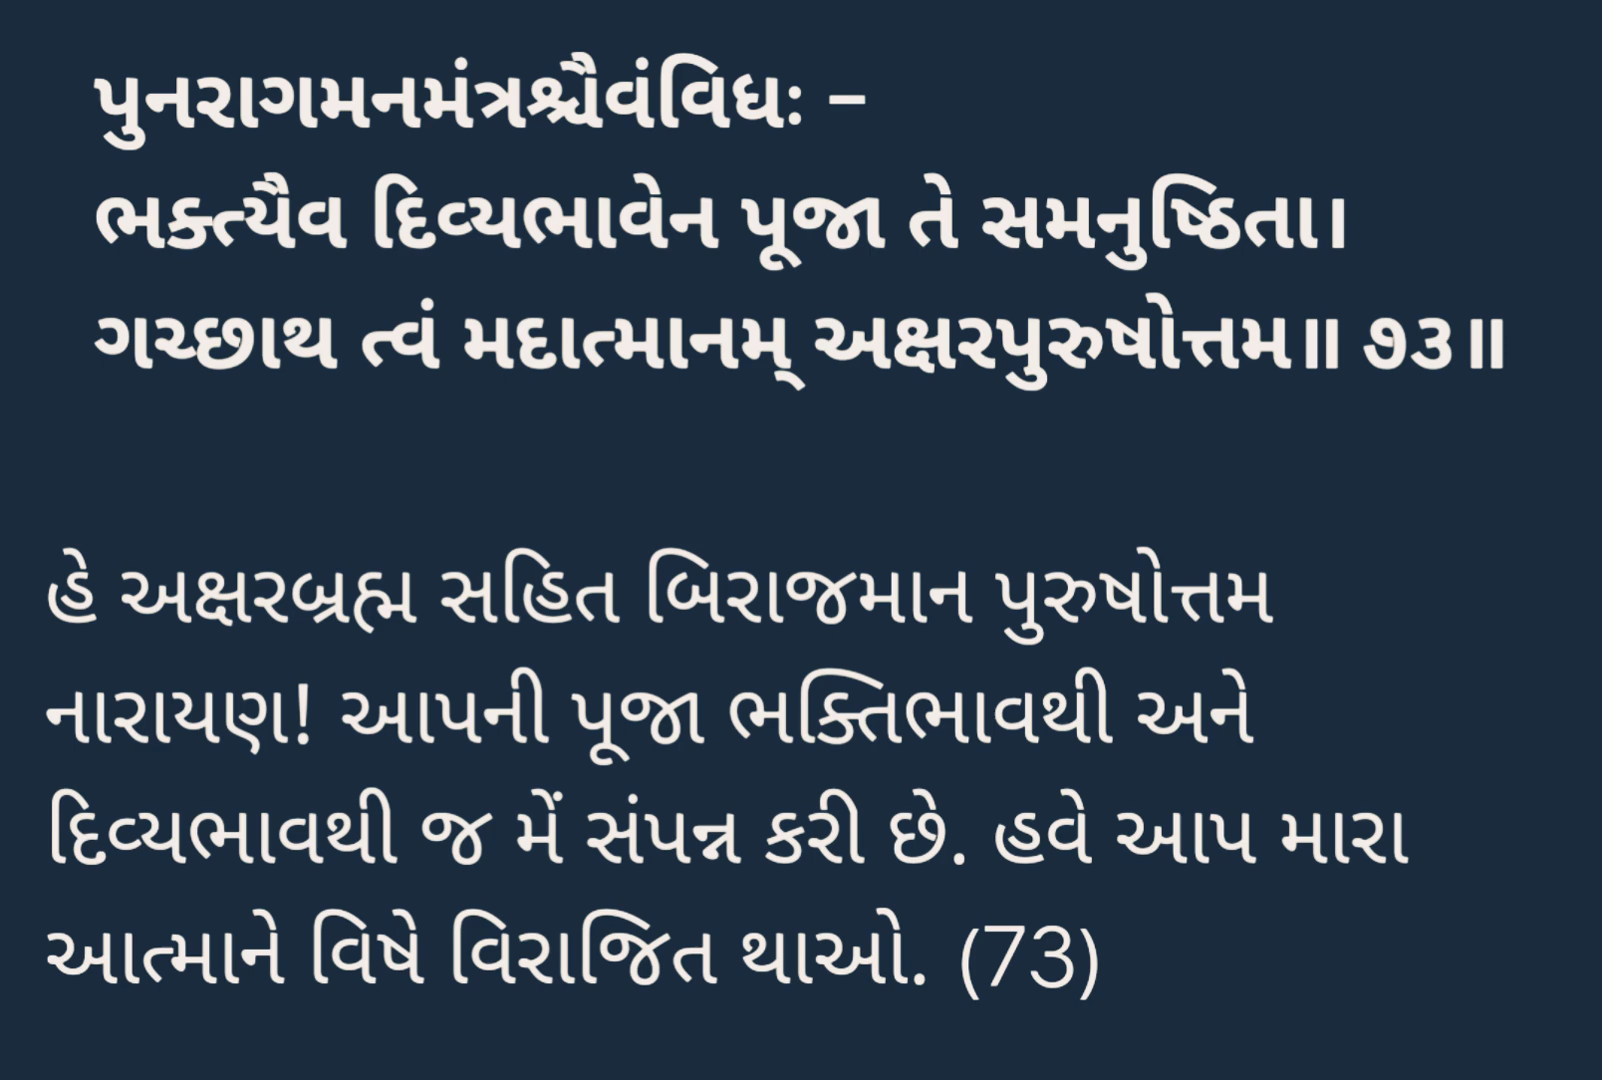 પુનરાગમનમંત્રશ્ચૈવંવિધઃ –
ભક્ત્યૈવ દિવ્યભાવેન પૂજા તે સમનુષ્ઠિતા।
ગચ્છાથ ત્વં મદાત્માનમ્ અક્ષરપુરુષોત્તમ॥ ૭૩॥
હે અક્ષરબ્રહ્મ સહિત બિરાજમાન પુરુષોત્તમ
નારાયણ! આપની પૂજા ભક્તિભાવથી અને
દિવ્યભાવથી જ મેં સંપન્ન કરી છે. હવે આપ મારા
આત્માને વિષે વિરાજિત થાઓ. (73)